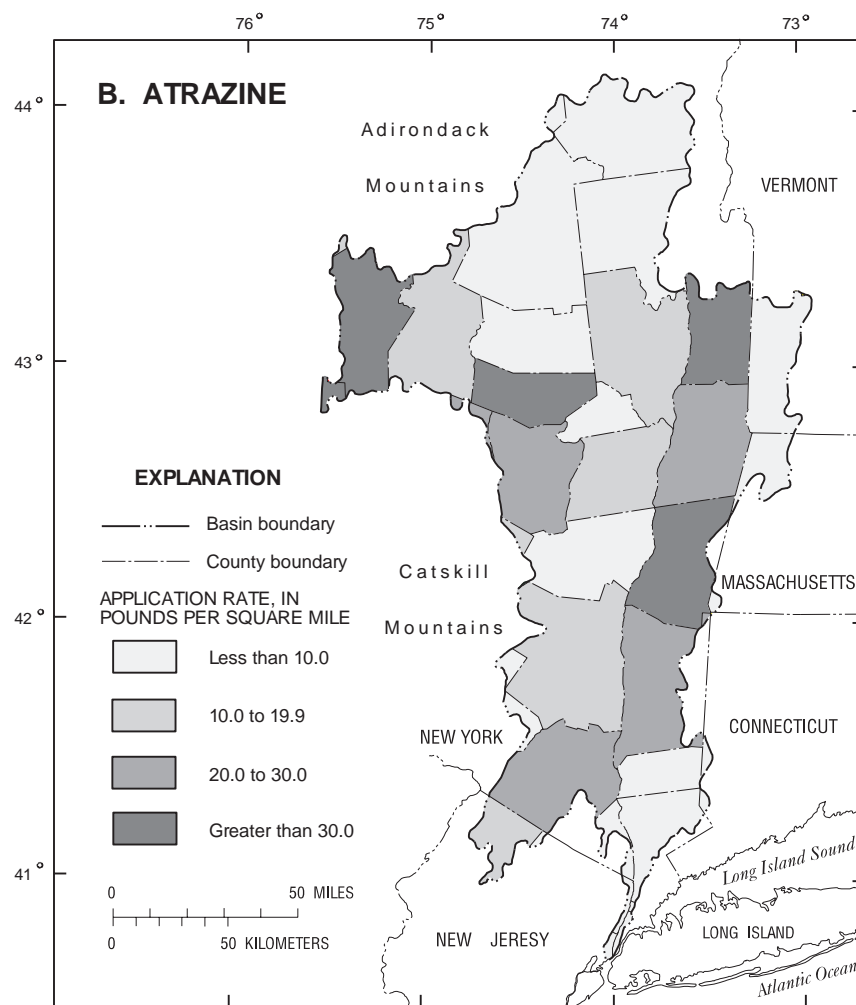 76° 75° 74° 73°
B. ATRAZINE
44°
Adirondack
Mountains
VERMONT
43°
EXPLANATION
Basin boundary
County boundary
APPLICATION RATE, IN
POUNDS PER SQUARE MILE
Less than 10.0
10.0 to 19.9
20.0 to 30.0
Greater than 30.0
Catskill
Mountains
MASSACHUSETTS
42°
NEW YORK
CONNECTICUT
41°
0 50 MILES
0 50 KILOMETERS
NEW JERESY
Long Island Sound
LONG ISLAND
Atlantic Ocean